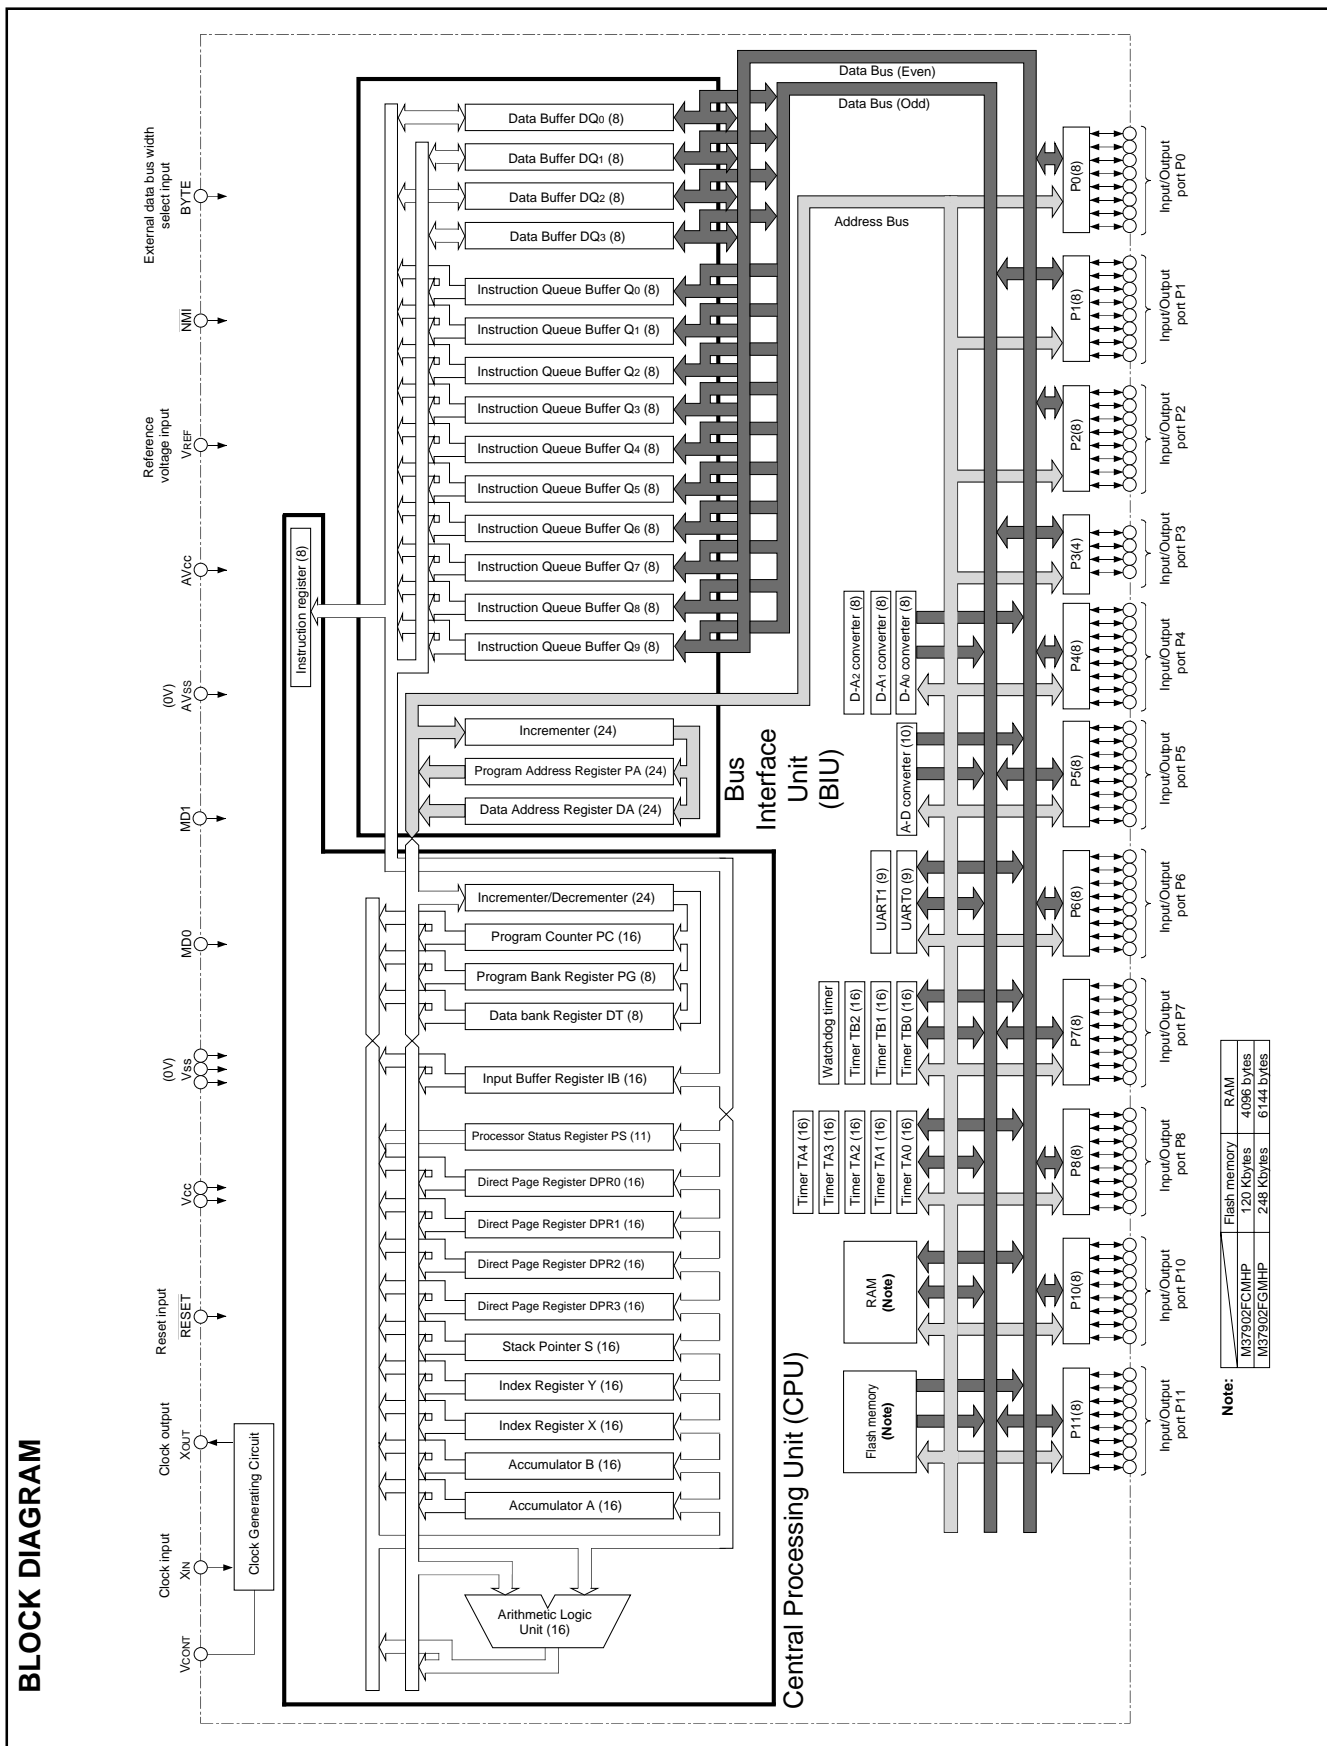 BLOCK DIAGRAM
External data bus width
select input
BYTE
NMI
Reference
voltage input
VREF
AVcc
(0V)
AVss
MD1
MD0
(0V)
Vss
Vcc
Reset input
RESET
Clock output
XOUT
Clock input
XIN
VCONT
Clock Generating Circuit
Instruction register (8)
Data Buffer DQ0 (8)
Data Buffer DQ1 (8)
Data Buffer DQ2 (8)
Data Buffer DQ3 (8)
Instruction Queue Buffer Q0 (8)
Instruction Queue Buffer Q1 (8)
Instruction Queue Buffer Q2 (8)
Instruction Queue Buffer Q3 (8)
Instruction Queue Buffer Q4 (8)
Instruction Queue Buffer Q5 (8)
Instruction Queue Buffer Q6 (8)
Instruction Queue Buffer Q7 (8)
Instruction Queue Buffer Q8 (8)
Instruction Queue Buffer Q9 (8)
Incrementer (24)
Program Address Register PA (24)
Data Address Register DA (24)
Bus
Interface
Unit
(BIU)
Incrementer/Decrementer (24)
Program Counter PC (16)
Program Bank Register PG (8)
Data bank Register DT (8)
Input Buffer Register IB (16)
Processor Status Register PS (11)
Direct Page Register DPR0 (16)
Direct Page Register DPR1 (16)
Direct Page Register DPR2 (16)
Direct Page Register DPR3 (16)
Stack Pointer S (16)
Index Register Y (16)
Index Register X (16)
Accumulator B (16)
Accumulator A (16)
Arithmetic Logic
Unit (16)
Central Processing Unit (CPU)
Data Bus (Even)
Data Bus (Odd)
Address Bus
D-A2 converter (8)
D-A1 converter (8)
D-A0 converter (8)
A-D converter (10)
UART1 (9)
UART0 (9)
Watchdog timer
Timer TB2 (16)
Timer TB1 (16)
Timer TB0 (16)
Timer TA4 (16)
Timer TA3 (16)
Timer TA2 (16)
Timer TA1 (16)
Timer TA0 (16)
RAM
(Note)
Flash memory
(Note)
P0(8)
Input/Output
port P0
P1(8)
Input/Output
port P1
P2(8)
Input/Output
port P2
P3(4)
Input/Output
port P3
P4(8)
Input/Output
port P4
P5(8)
Input/Output
port P5
P6(8)
Input/Output
port P6
P7(8)
Input/Output
port P7
P8(8)
Input/Output
port P8
P10(8)
Input/Output
port P10
P11(8)
Input/Output
port P11
Note:
Flash memory RAM
M37902FCMHP 120 Kbytes 4096 bytes
M37902FGMHP 248 Kbytes 6144 bytes